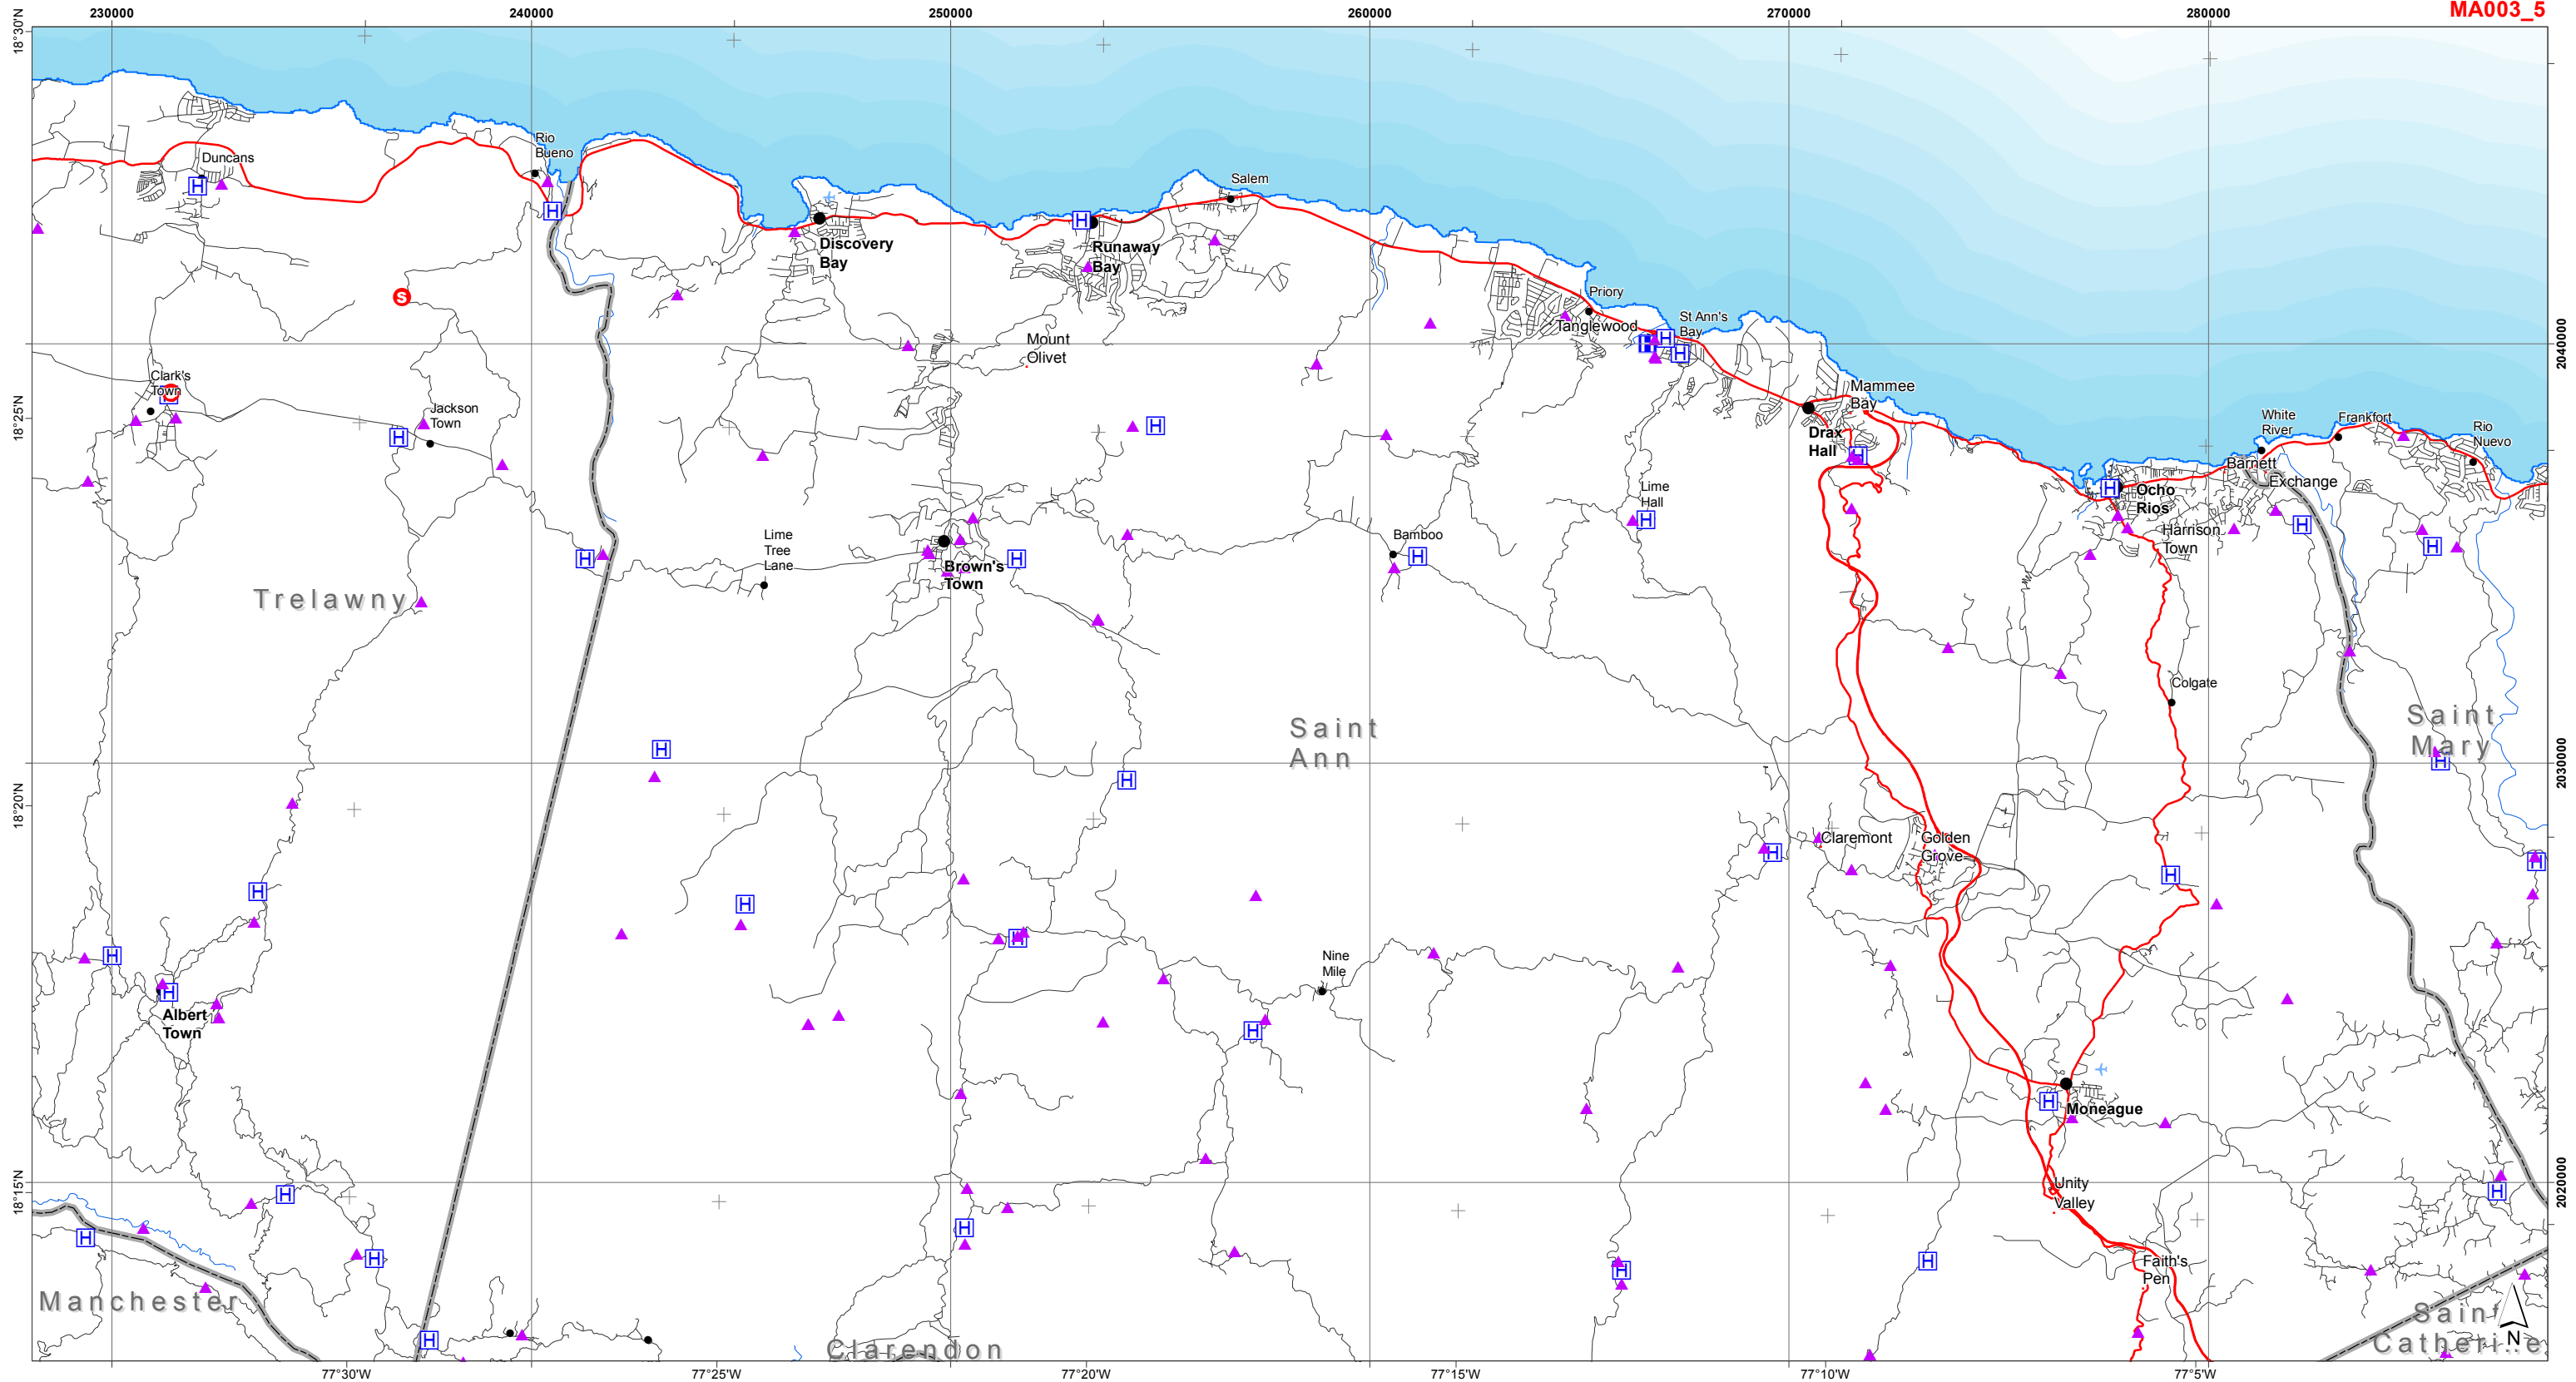 230000
240000
250000
260000
270000
280000
MA003_5
18°30'N
Rio
Bueno
Duncans
Salem
Discovery
Bay
Runaway
Bay
S
Priory
Tanglewood
St Ann's
Bay
Mount
Olivet
2040000
Clark's
Town
Jackson
Town
18°25'N
Mammee
Bay
Drax
Hall
White
River
Frankfort
Rio
Nuevo
Barnett
Exchange
Ocho
Rios
Harrison
Town
Lime
Hall
Lime
Tree
Lane
Bamboo
Brown's
Town
Trelawny
Colgate
Saint
Ann
Saint
Mary
2030000
18°20'N
Claremont
Golden
Grove
Nine
Mile
Albert
Town
Moneague
18°15'N
Unity
Valley
2020000
Faith's
Pen
Manchester
Clarendon
Saint
Catherine
N
77°30'W
77°25'W
77°20'W
77°15'W
77°10'W
77°5'W